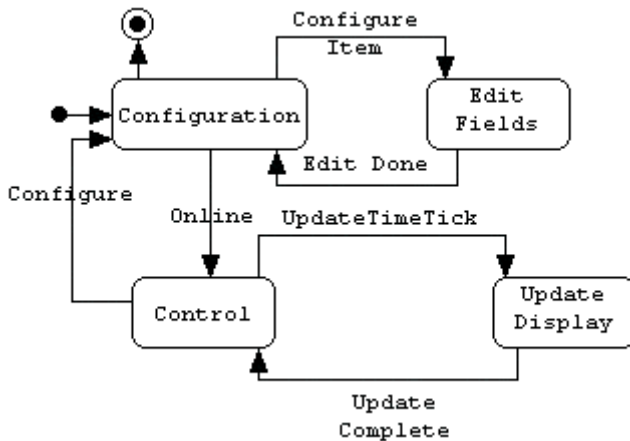 Configure
Item
Configuration
Edit
Fields
Edit Done
Configure
Online
UpdateTimeTick
Control
Update
Display
Update
Complete